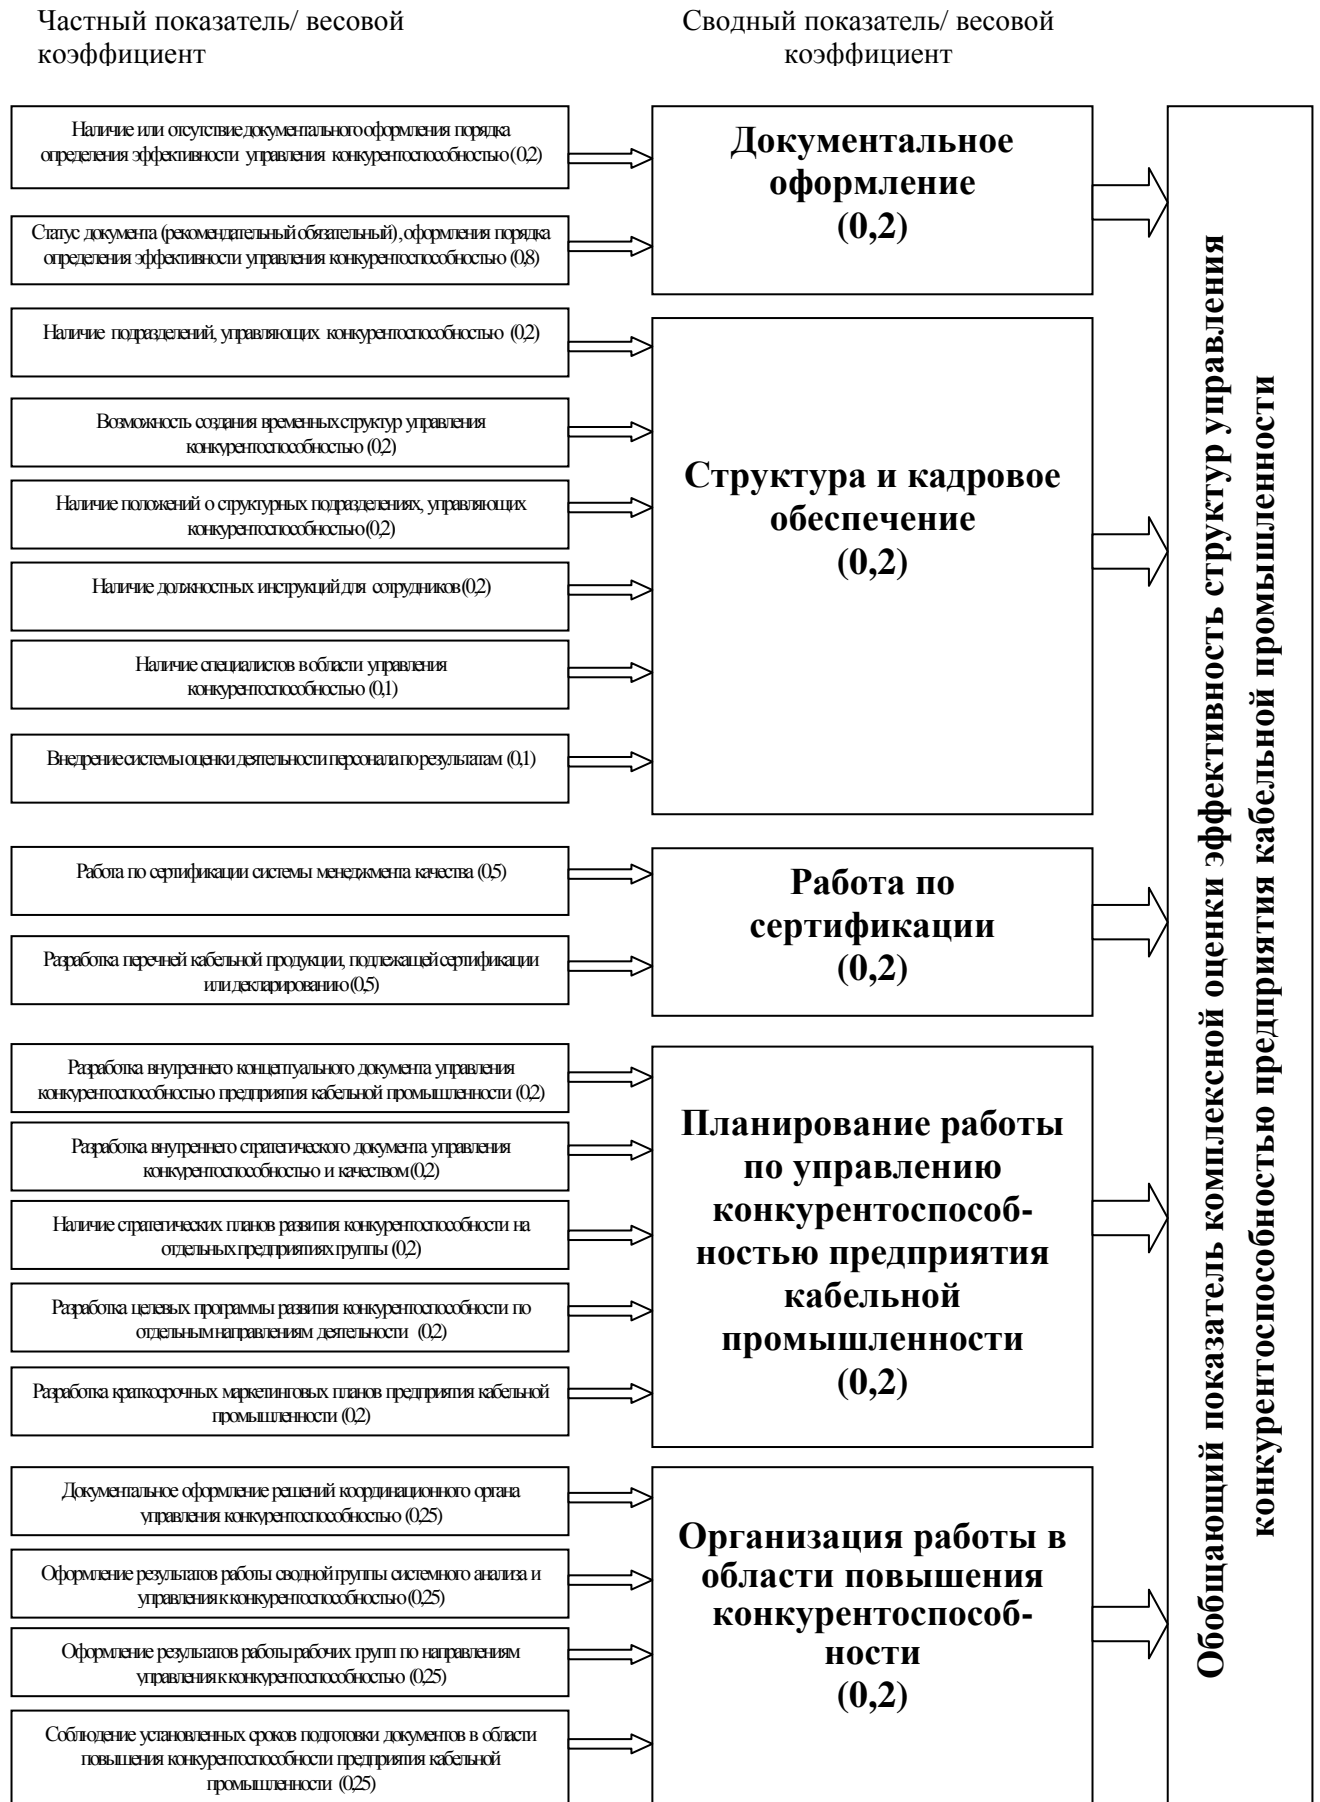 Частный показатель/ весовой
коэффициент
Сводный показатель/ весовой
коэффициент
Наличие или отсутствие документального оформления порядка
определения эффективности управления конкурентоспособностью (0,2)
Статус документа (рекомендательный обязательный), оформления порядка
определения эффективности управления конкурентоспособностью (0,8)
Документальное
оформление
(0,2)
Наличие подразделений, управляющих конкурентоспособностью (0,2)
Возможность создания временных структур управления
конкурентоспособностью (0,2)
Наличие положений о структурных подразделениях, управляющих
конкурентоспособностью (0,2)
Наличие должностных инструкций для сотрудников (0,2)
Наличие специалистов в области управления
конкурентоспособностью (0,1)
Внедрение системы оценки деятельности персонала по результатам (0,1)
Структура и кадровое
обеспечение
(0,2)
Работа по сертификации системы менеджмента качества (0,5)
Разработка перечней кабельной продукции, подлежащей сертификации
или декларированию (0,5)
Работа по
сертификации
(0,2)
Разработка внутреннего концептуального документа управления
конкурентоспособностью предприятия кабельной промышленности (0,2)
Разработка внутреннего стратегического документа управления
конкурентоспособностью и качеством (0,2)
Наличие стратегических планов развития конкурентоспособности на
отдельных предприятиях группы (0,2)
Разработка целевых программы развития конкурентоспособности по
отдельным направлениям деятельности (0,2)
Разработка краткосрочных маркетинговых планов предприятия кабельной
промышленности (0,2)
Планирование работы
по управлению
конкурентоспособ-
ностью предприятия
кабельной
промышленности
(0,2)
Документальное оформление решений координационного органа
управления конкурентоспособностью (0,25)
Оформление результатов работы сводной группы системного анализа и
управления к конкурентоспособностью (0,25)
Оформление результатов работы рабочих групп по направлениям
управления к конкурентоспособностью (0,25)
Соблюдение установленных сроков подготовки документов в области
повышения конкурентоспособности предприятия кабельной
промышленности (0,25)
Организация работы в
области повышения
конкурентоспособ-
ности
(0,2)
Обобщающий показатель комплексной оценки эффективность структур управления
конкурентоспособностью предприятия кабельной промышленности